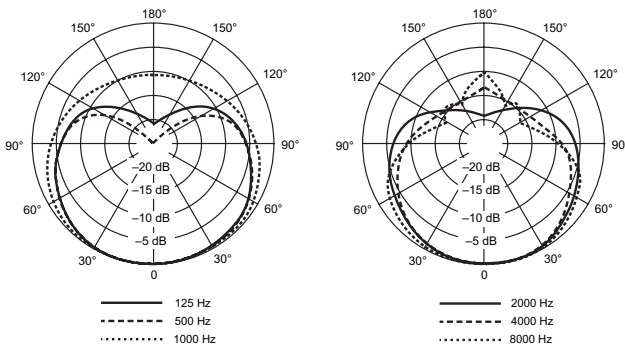 180°
150° 150°
120° 120°
90° 90°
–20 dB
–15 dB
60° 60°
–10 dB
–5 dB
30° 30°
0
125 Hz
500 Hz
1000 Hz
180°
150° 150°
120° 120°
90° 90
–20 dB
–15 dB
60° 60°
–10 dB
–5 dB
30° 30°
0
2000 Hz
4000 Hz
8000 Hz